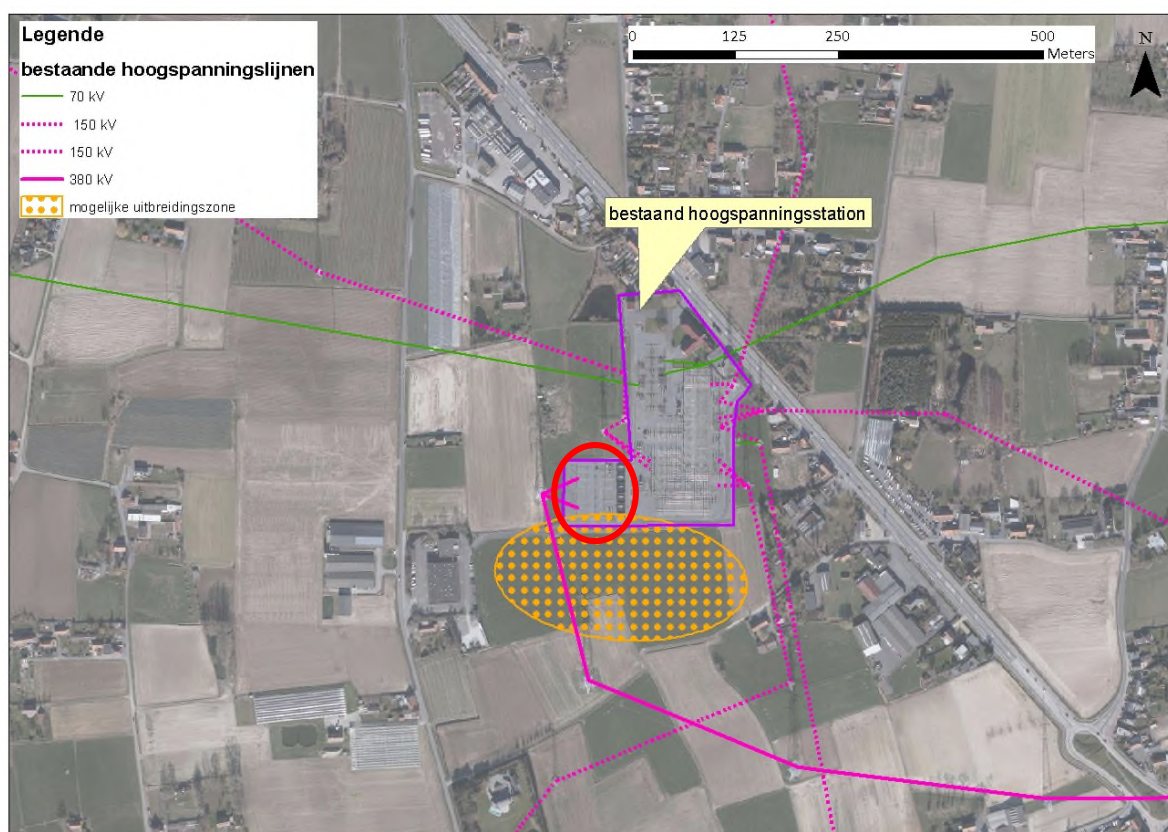 Legende
bestaande hoogspanningslijnen
70 kV
150 kV
150 kV
380 kV
mogelijke uitbreidingszone
0 125 250 500
Meters
N
bestaand hoogspanningsstation